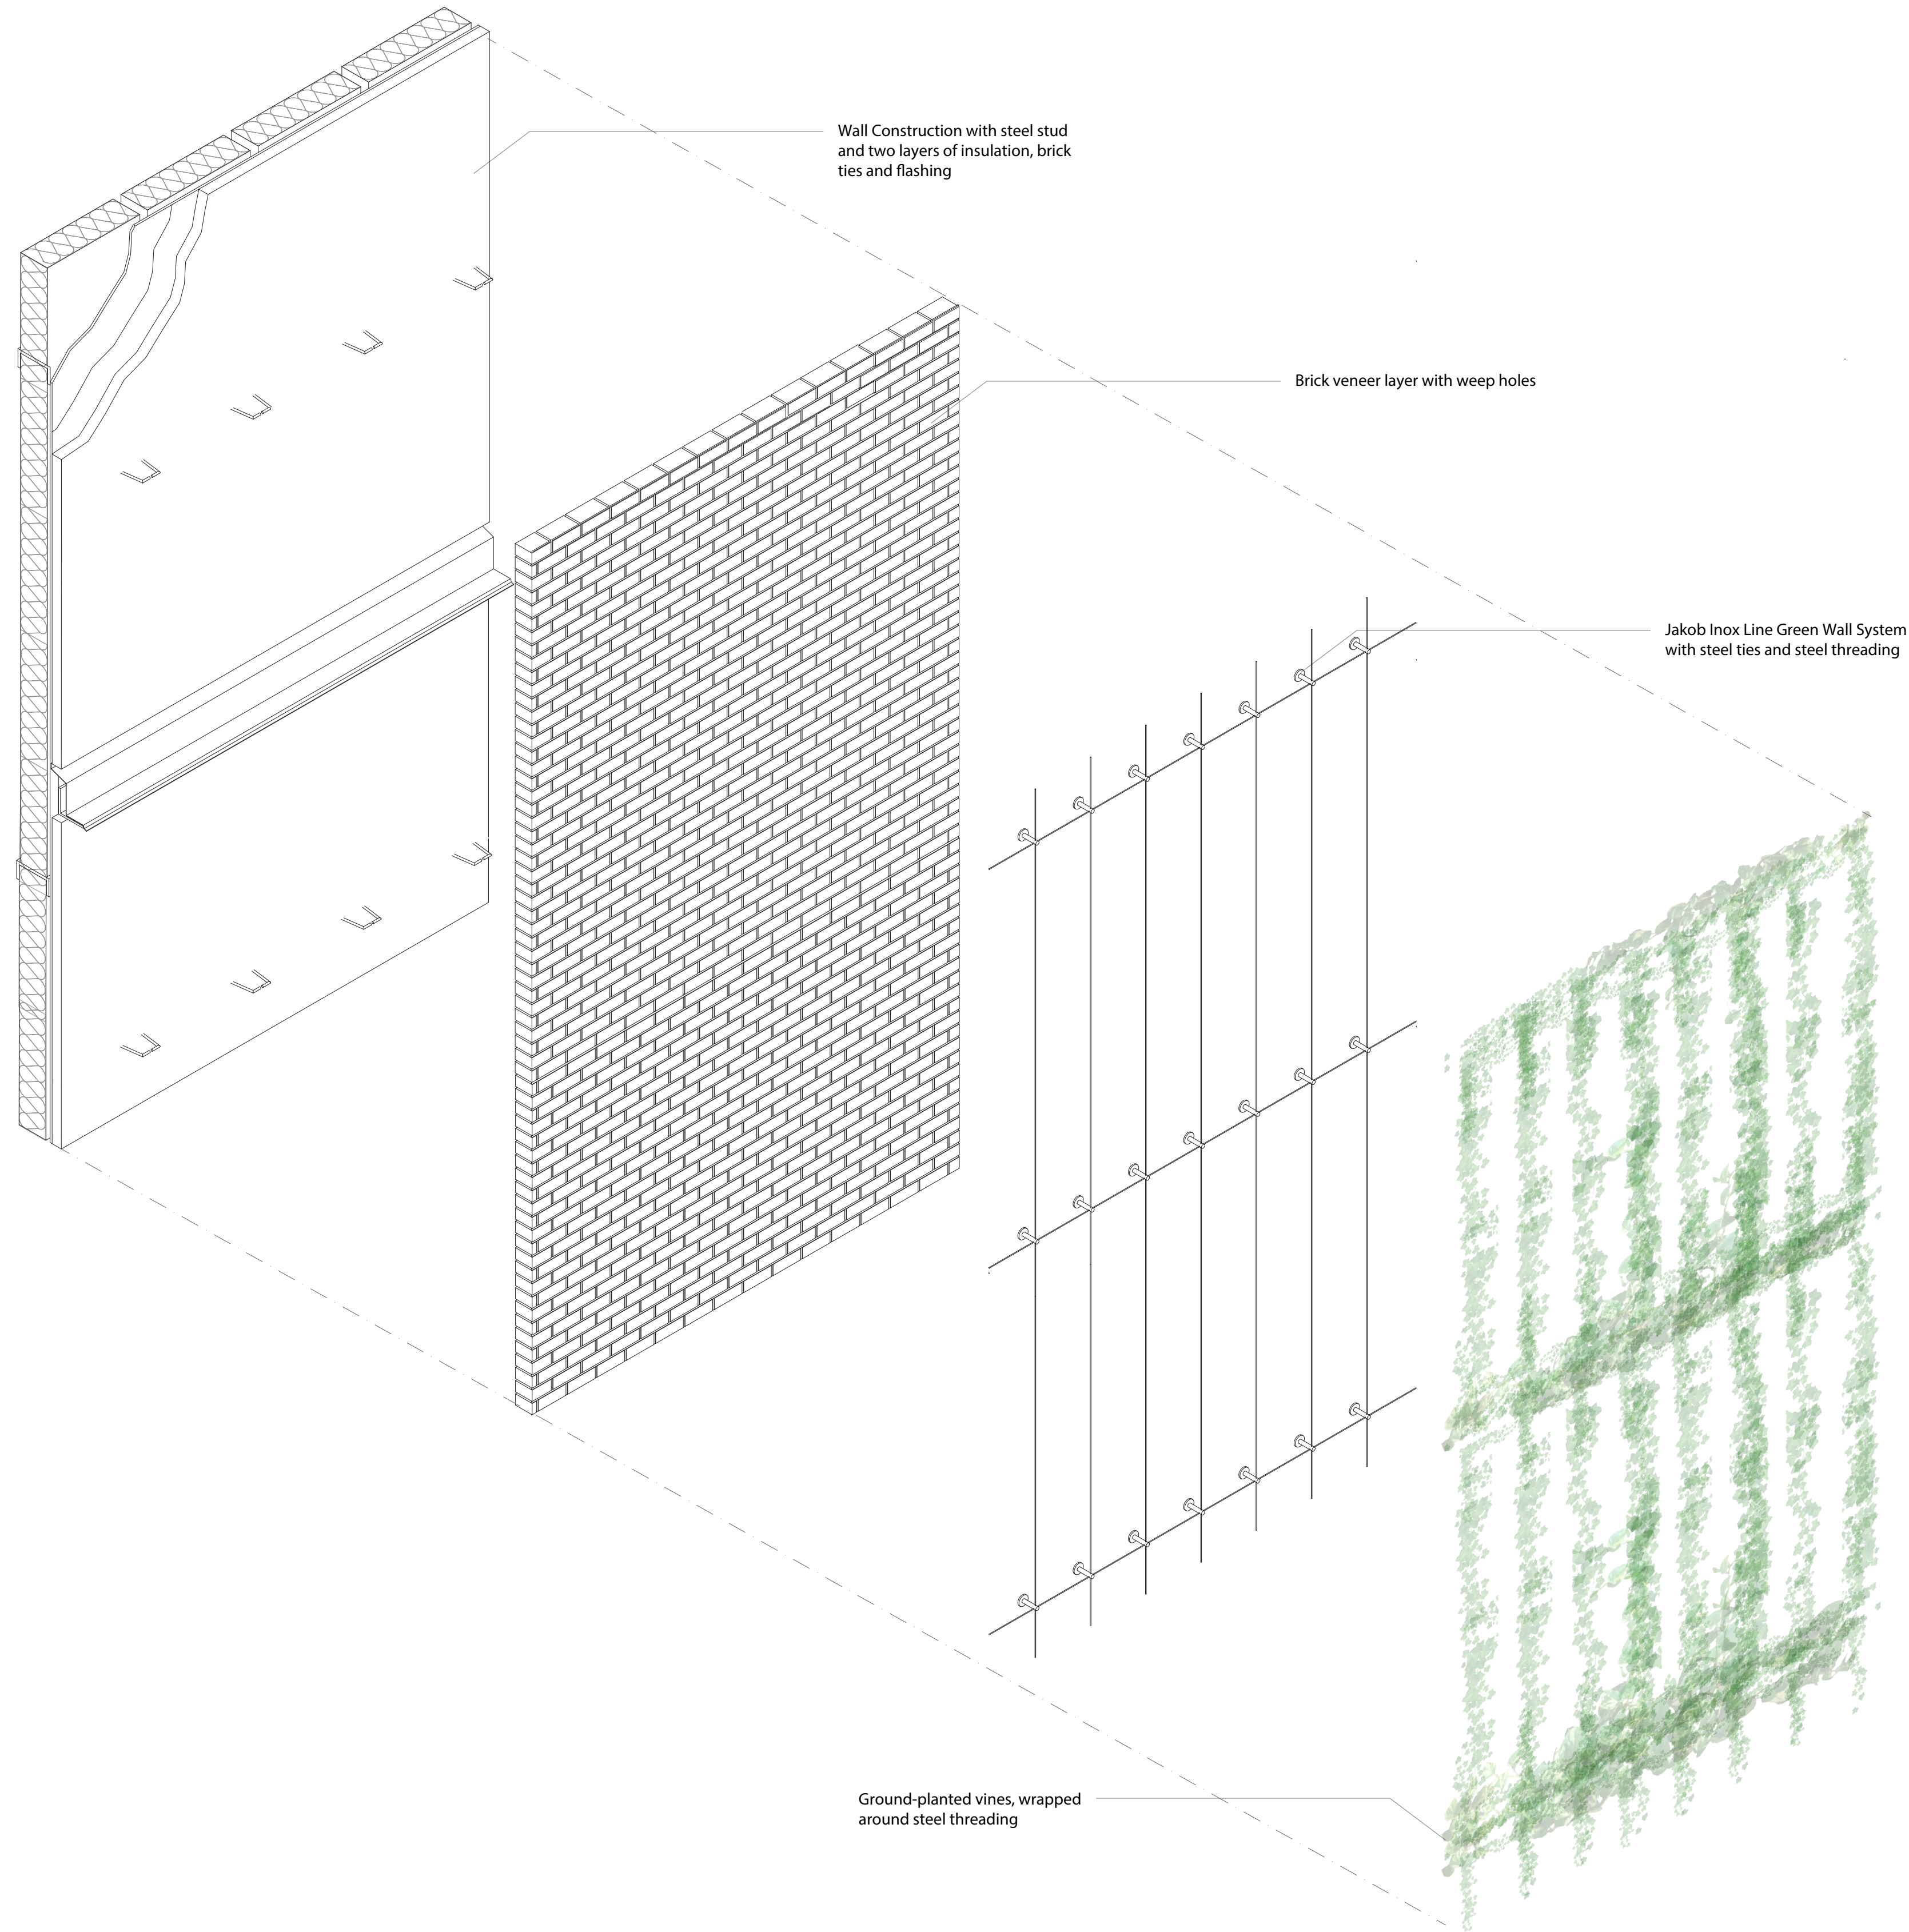 Wall Construction with steel stud
and two layers of insulation, brick
ties and flashing
Brick veneer layer with weep holes
Jakob Inox Line Green Wall System
with steel ties and steel threading
Ground-planted vines, wrapped
around steel threading